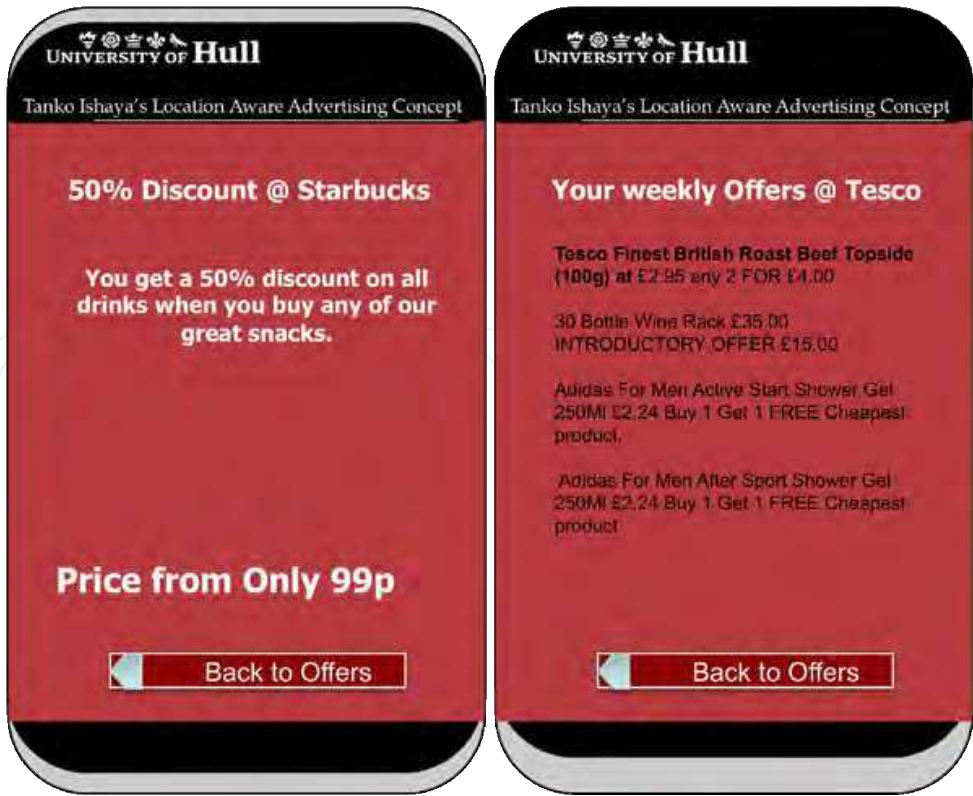 UNIVERSITY OF Hull
Tanko Ishaya's Location Aware Advertising Concept
50% Discount @ Starbucks
You get a 50% discount on all
drinks when you buy any of our
great snacks.
Price from Only 99p
Back to Offers
UNIVERSITY OF Hull
Tanko Ishaya's Location Aware Advertising Concept
Your weekly Offers @ Tesco
Tesco Finest British Roast Beef Topside
(100g) at £2.95 any 2 FOR £4.00
30 Bottle Wine Rack £35.00
INTRODUCTORY OFFER £15.00
Adidas For Men Active Start Shower Gel
250Ml £2.24 Buy 1 Get 1 FREE Cheapest
product.
Adidas For Men After Sport Shower Gel
250Ml £2.24 Buy 1 Get 1 FREE Cheapest
product
Back to Offers